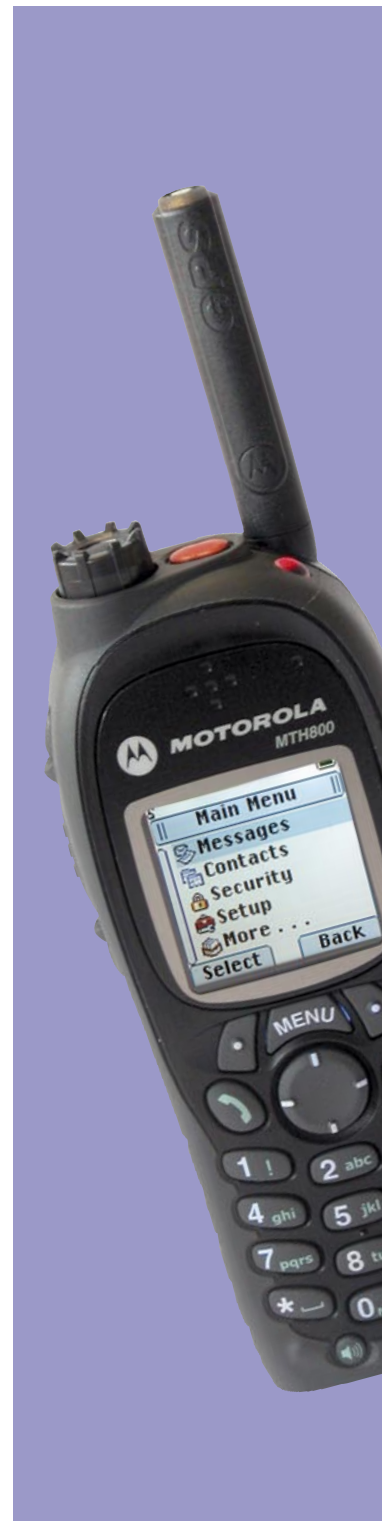 GPS
MOTOROLA
MTH800
Main Menu
Messages
Contacts
Security
Setup
More . . .
Select Back
MENU
1 ! 2 abc
4 ghi 5 jkl
7 pqrs 8 tu
* 0